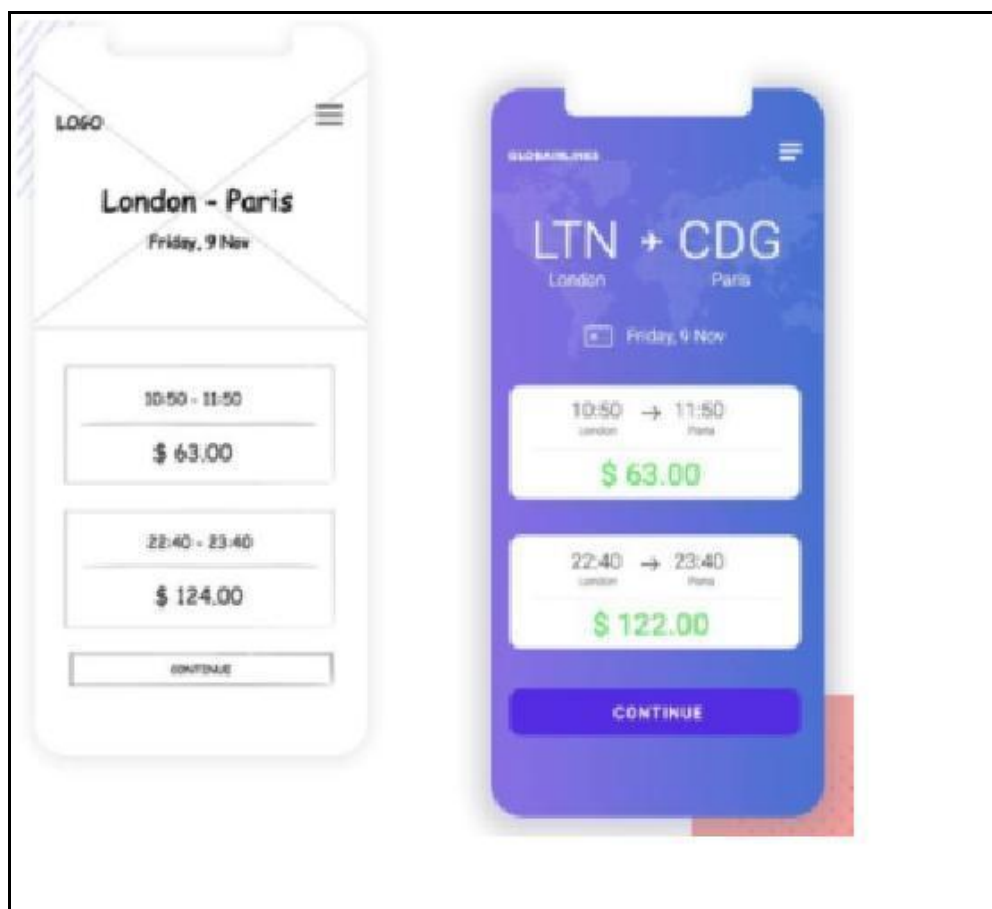 LOGO
London - Paris
Friday, 9 Nov
10:50 - 11:50
$ 63.00
22:40 - 23:40
$ 124.00
CONTINUE
GLOBAIRLINES
LTN CDG
London Paris
Friday, 9 Nov
10:50 → 11:50
London Paris
$ 63.00
22:40 → 23:40
London Paris
$ 122.00
CONTINUE